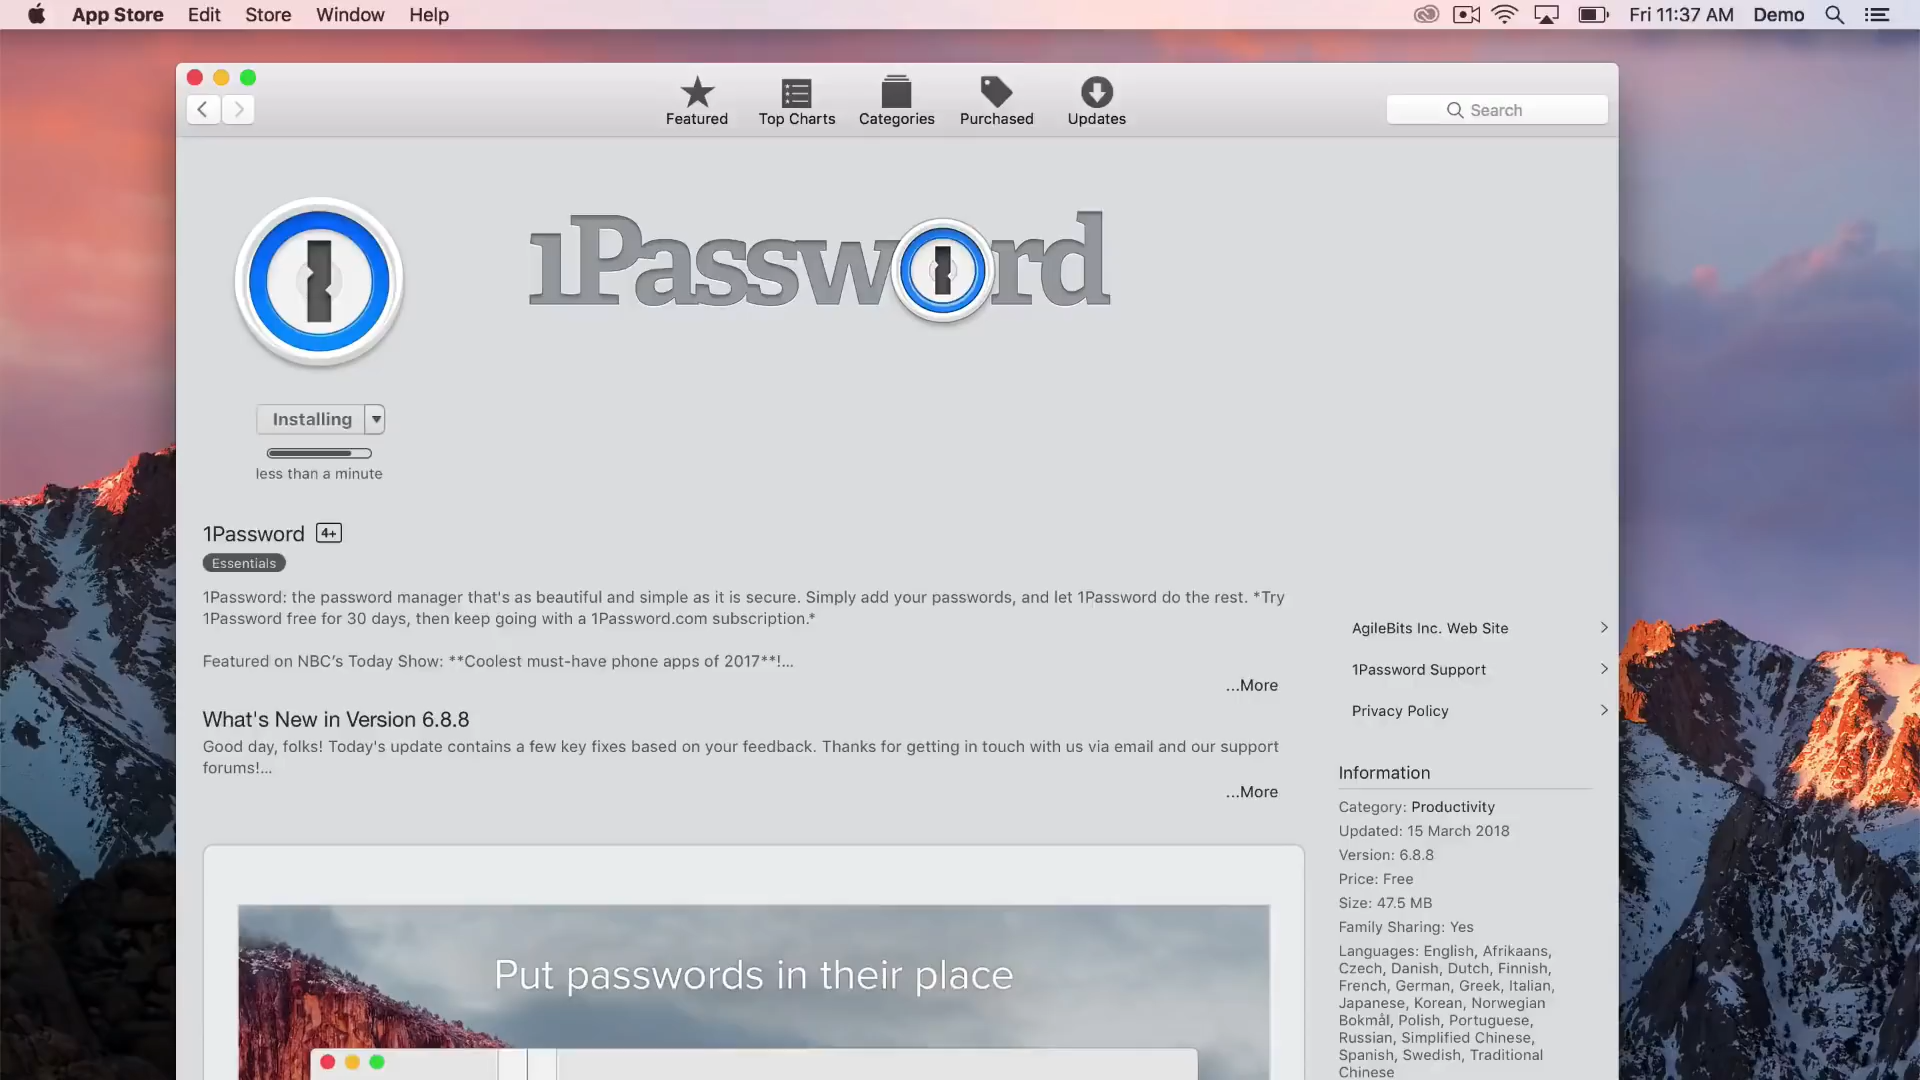 App Store Edit Store Window Help Fri 11:37 AM Demo
Featured Top Charts Categories Purchased Updates Search
1Password
Installing
less than a minute
1Password 4+
Essentials
1Password: the password manager that's as beautiful and simple as it is secure. Simply add your passwords, and let 1Password do the rest. *Try
1Password free for 30 days, then keep going with a 1Password.com subscription.*
Featured on NBC's Today Show: **Coolest must-have phone apps of 2017**!...
...More
What's New in Version 6.8.8
Good day, folks! Today's update contains a few key fixes based on your feedback. Thanks for getting in touch with us via email and our support
forums!...
...More
Put passwords in their place
AgileBits Inc. Web Site
1Password Support
Privacy Policy
Information
Category: Productivity
Updated: 15 March 2018
Version: 6.8.8
Price: Free
Size: 47.5 MB
Family Sharing: Yes
Languages: English, Afrikaans,
Czech, Danish, Dutch, Finnish,
French, German, Greek, Italian,
Japanese, Korean, Norwegian
Bokmål, Polish, Portuguese,
Russian, Simplified Chinese,
Spanish, Swedish, Traditional
Chinese